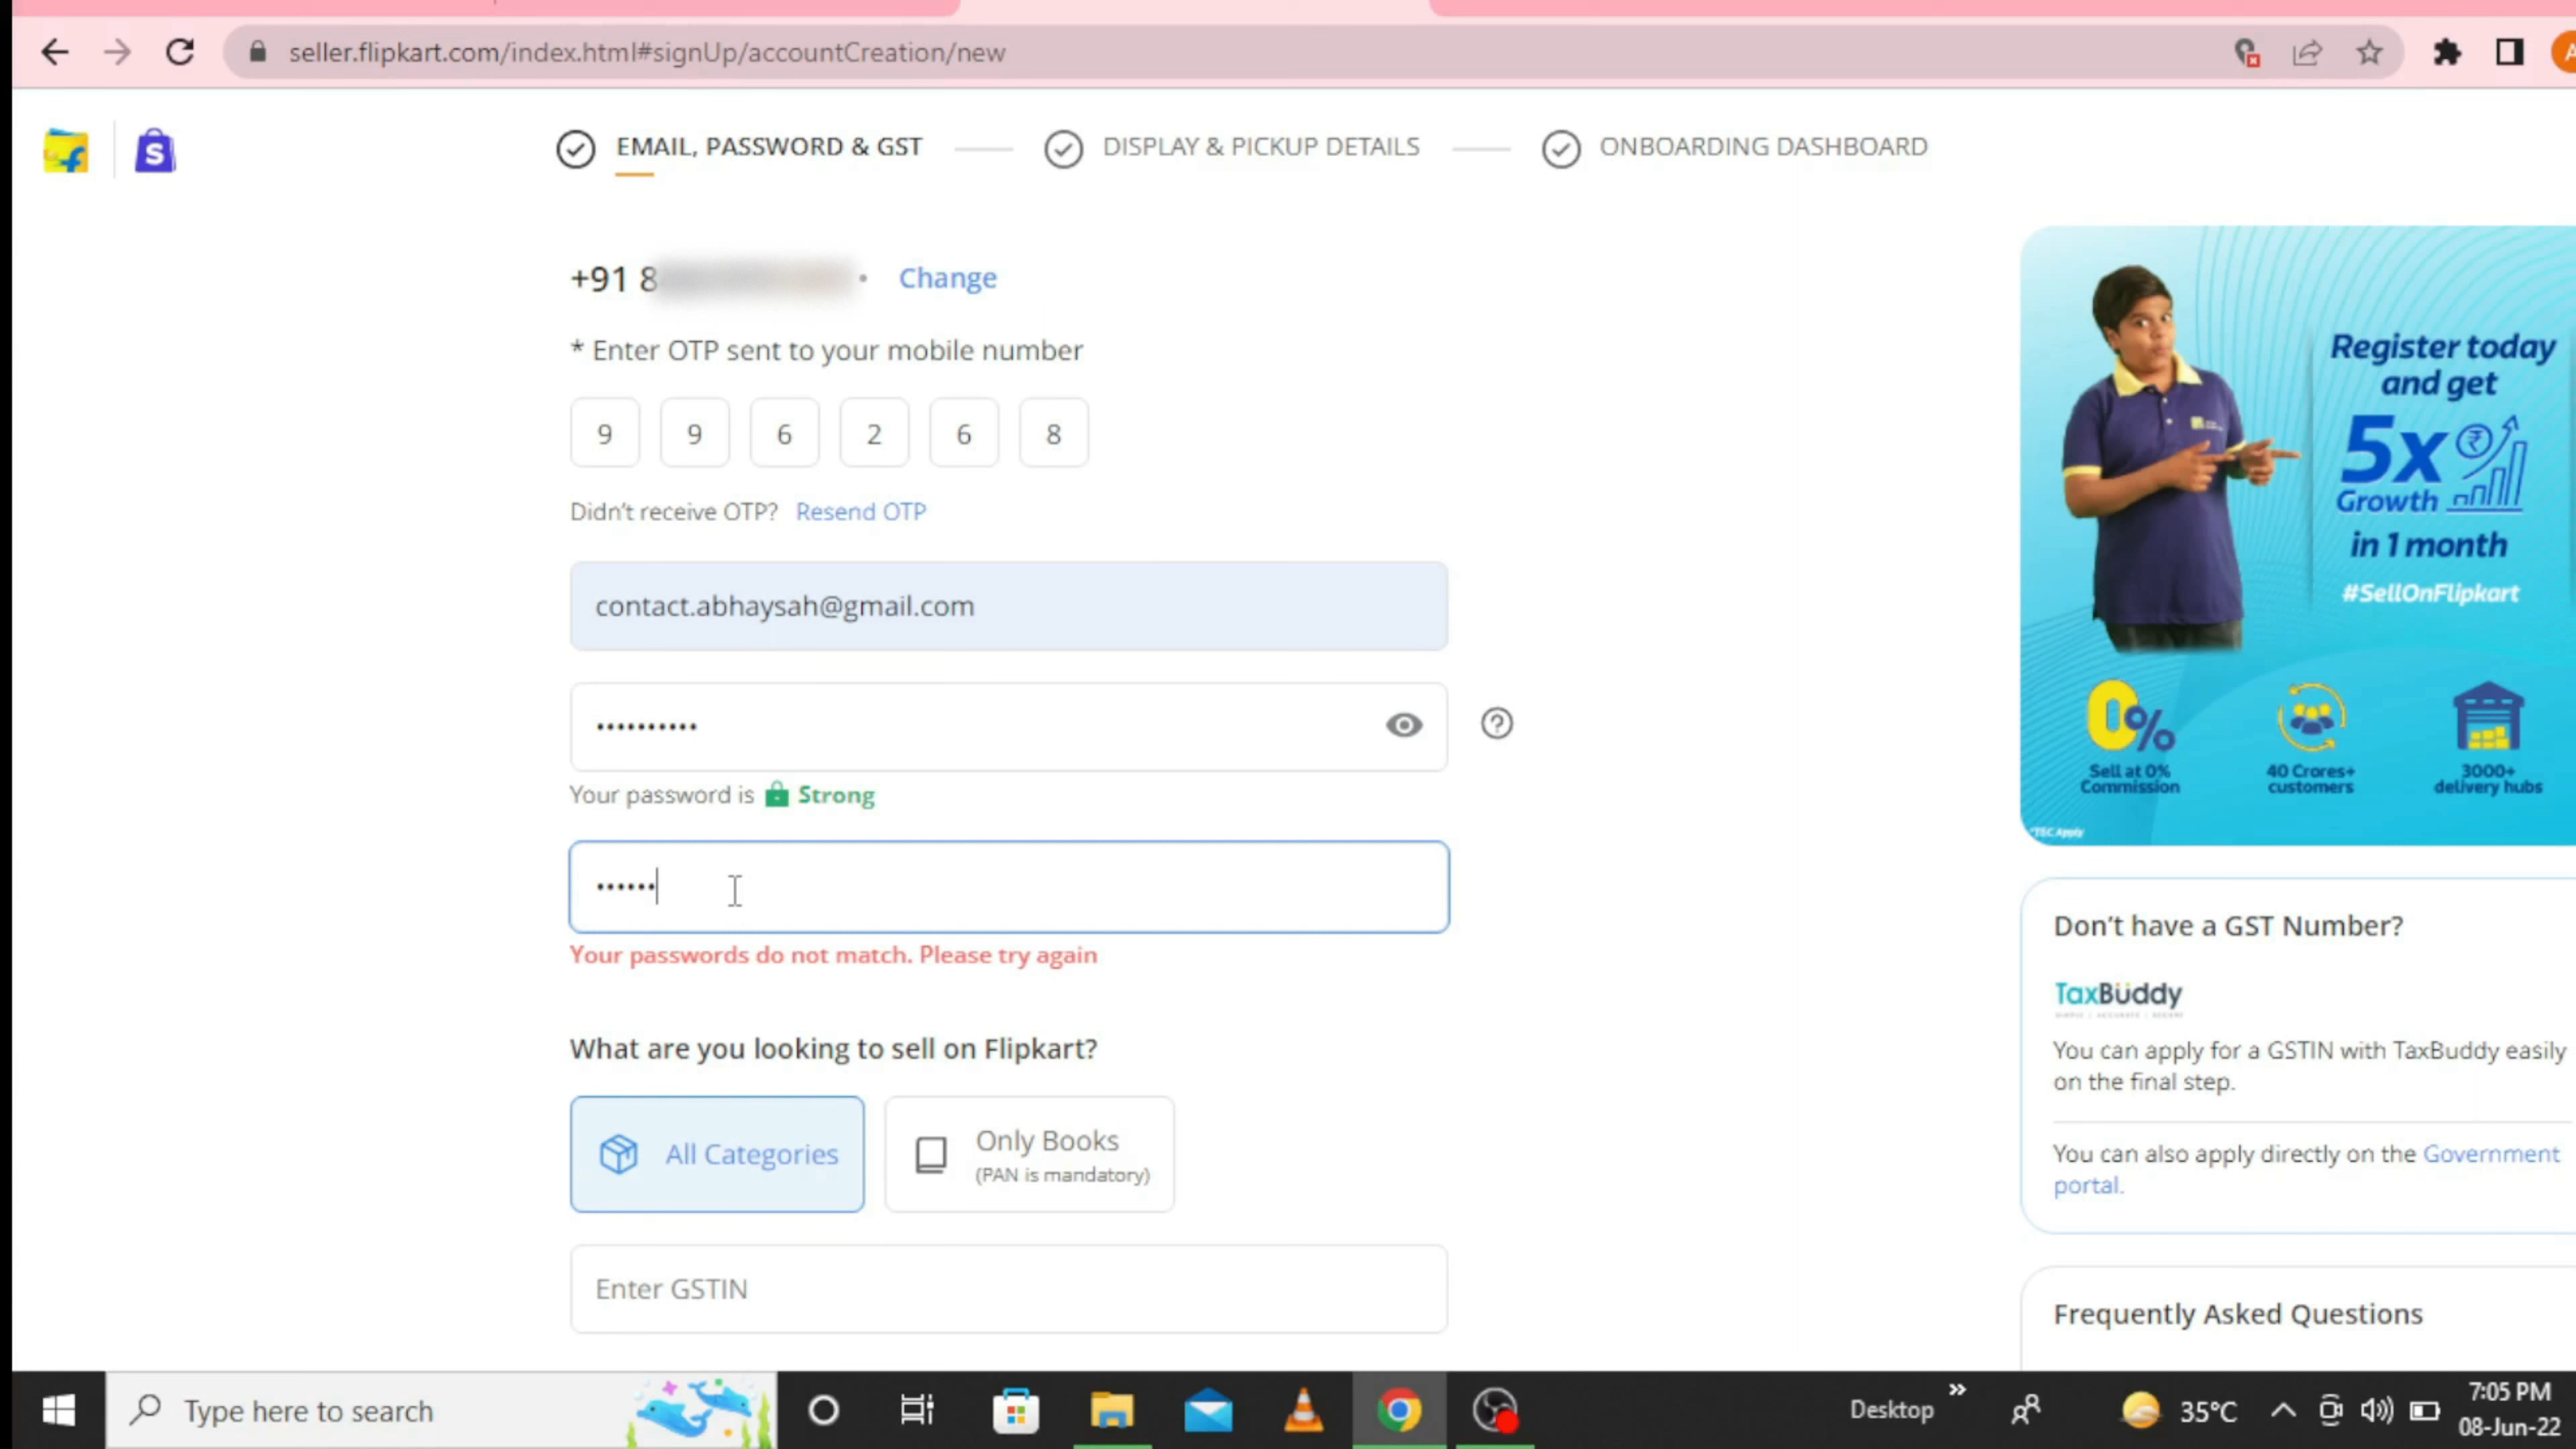 seller.flipkart.com/index.html#signUp/accountCreation/new
S
EMAIL, PASSWORD & GST
DISPLAY & PICKUP DETAILS
ONBOARDING DASHBOARD
+91 8
Change
* Enter OTP sent to your mobile number
9 9 6 2 6 8
Didn't receive OTP? Resend OTP
contact.abhaysah@gmail.com
••••••••••
Your password is Strong
••••••
Your passwords do not match. Please try again
What are you looking to sell on Flipkart?
All Categories
Only Books
(PAN is mandatory)
Enter GSTIN
Register today
and get
5x
Growth
in 1 month
#SellOnFlipkart
0%
Sell at 0%
Commission
40 Crores+
customers
3000+
delivery hubs
*T&C Apply
Don't have a GST Number?
TaxBuddy
You can apply for a GSTIN with TaxBuddy easily
on the final step.
You can also apply directly on the Government
portal.
Frequently Asked Questions
Type here to search
Desktop
35°C
7:05 PM
08-Jun-22